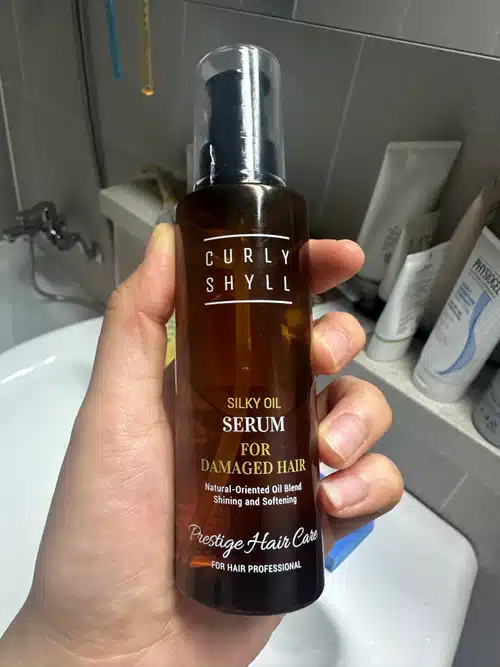 CURLY
SHYLL
SILKY OIL
SERUM
FOR
DAMAGED HAIR
Natural-Oriented Oil Blend
Shining and Softening
Prestige Hair Care
FOR HAIR PROFESSIONAL